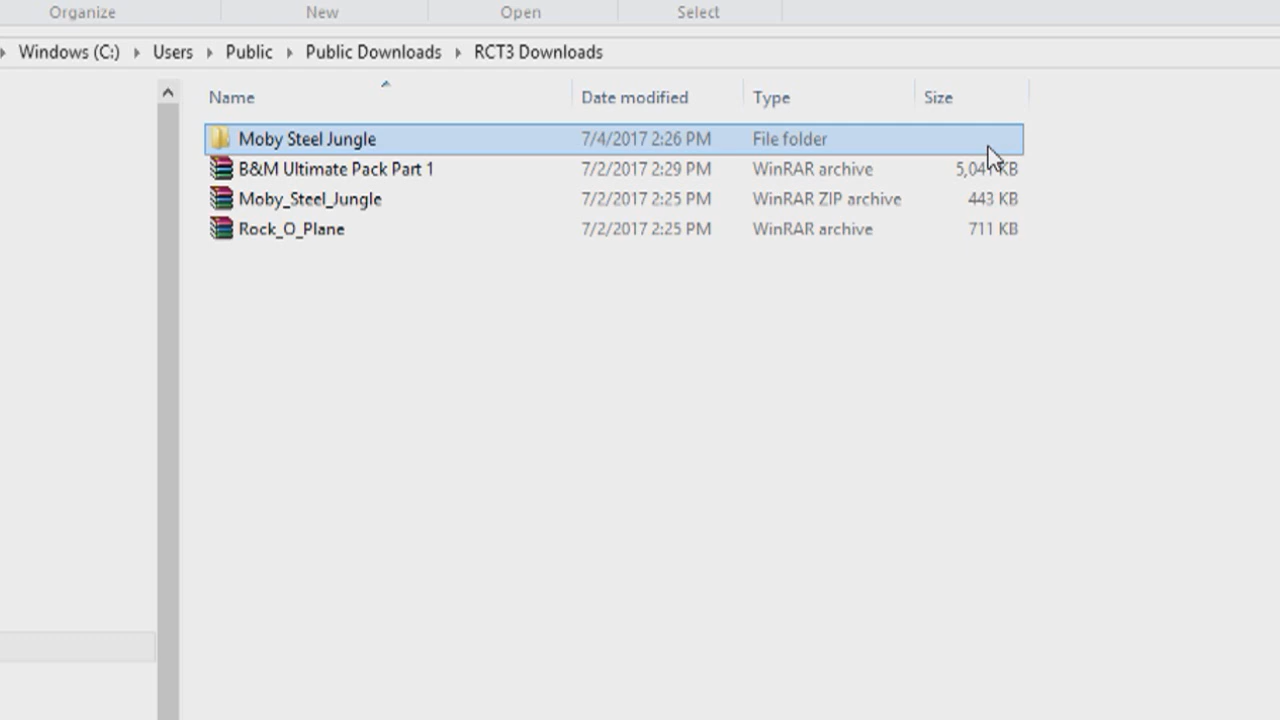 Organize New Open Select
Windows (C:) Users Public Public Downloads RCT3 Downloads
Name Date modified Type Size
Moby Steel Jungle 7/4/2017 2:26 PM File folder
B&M Ultimate Pack Part 1 7/2/2017 2:29 PM WinRAR archive KB
Moby_Steel_Jungle 7/2/2017 2:25 PM WinRAR ZIP archive 443 KB
Rock_O_Plane 7/2/2017 2:25 PM WinRAR archive 711 KB